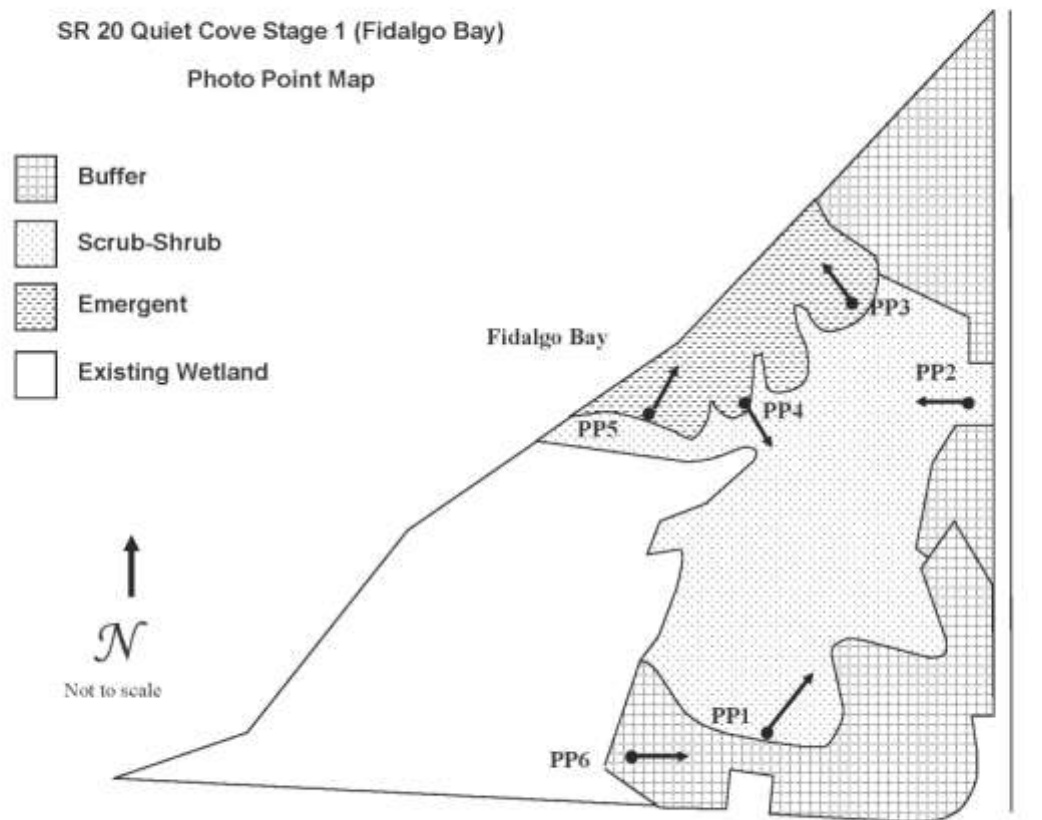 SR 20 Quiet Cove Stage 1 (Fidalgo Bay)
Photo Point Map
Buffer
Scrub-Shrub
Emergent
Existing Wetland
Fidalgo Bay
PP3
PP2
PP4
PP5
N
Not to scale
PP1
PP6